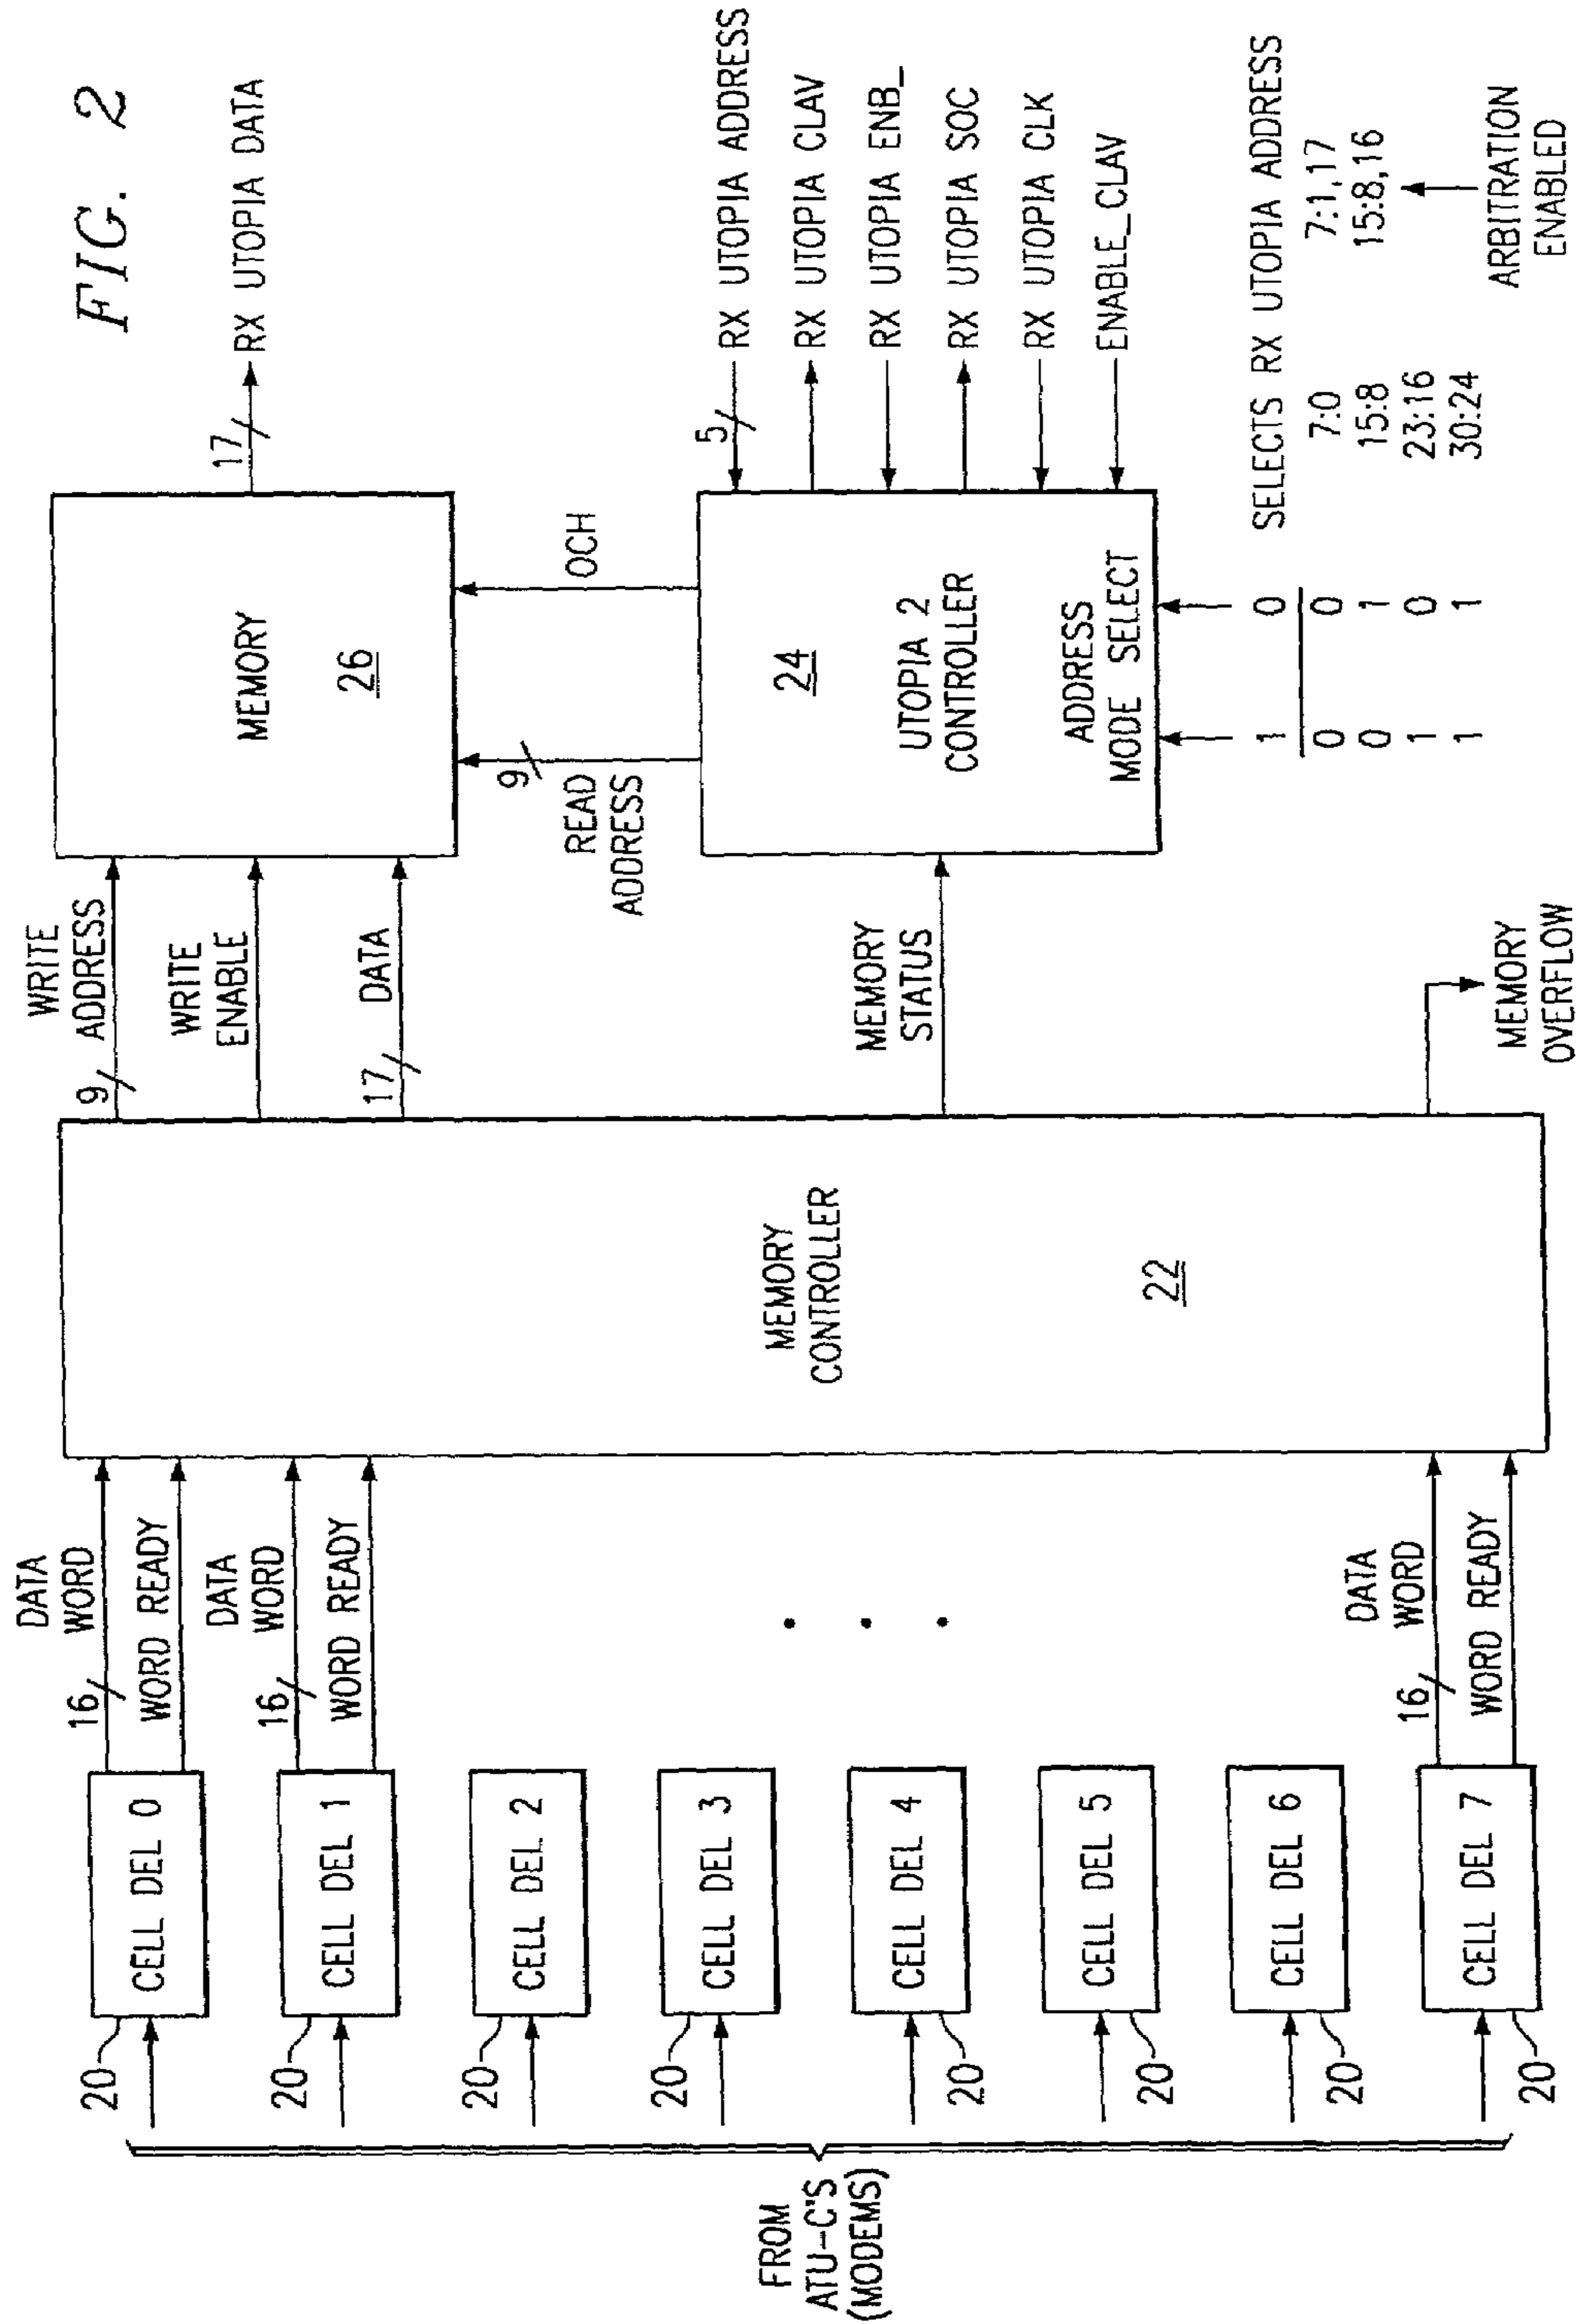 FIG. 2
FROM
ATU-C'S
(MODEMS)
20
CELL DEL 0
20
CELL DEL 1
20
CELL DEL 2
20
CELL DEL 3
20
CELL DEL 4
20
CELL DEL 5
20
CELL DEL 6
20
CELL DEL 7
16
DATA
WORD
WORD READY
16
DATA
WORD
WORD READY
16
DATA
WORD
WORD READY
MEMORY
CONTROLLER
22
9
WRITE
ADDRESS
WRITE
ENABLE
17
DATA
MEMORY
STATUS
MEMORY
OVERFLOW
MEMORY
26
17
RX UTOPIA DATA
9
READ
ADDRESS
OCH
24
UTOPIA 2
CONTROLLER
ADDRESS
MODE SELECT
5
RX UTOPIA ADDRESS
RX UTOPIA CLAV
RX UTOPIA ENB_
RX UTOPIA SOC
RX UTOPIA CLK
ENABLE_CLAV
1 0 SELECTS RX UTOPIA ADDRESS
0 0 7:0 7:1,17
0 1 15:8 15:8,16
1 0 23:16
1 1 30:24
ARBITRATION
ENABLED